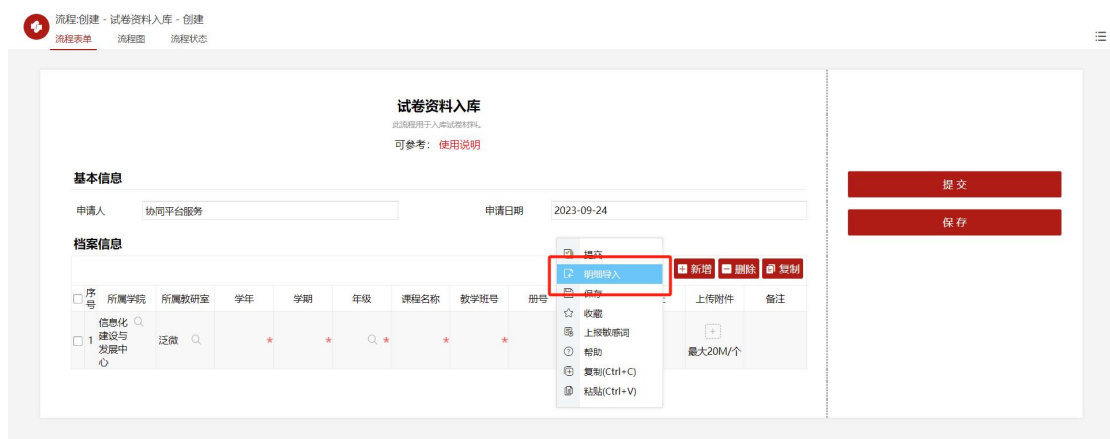 流程:创建 - 试卷资料入库 - 创建
流程表单 流程图 流程状态
试卷资料入库
此流程用于入库试卷材料。
可参考： 使用说明
基本信息
申请人 协同平台服务 申请日期 2023-09-24
提交
保存
档案信息
新增 删除 复制
提交
明细导入
保存
收藏
上报敏感词
帮助
复制(Ctrl+C)
粘贴(Ctrl+V)
序号 所属学院 所属教研室 学年 学期 年级 课程名称 教学班号 册号 上传附件 备注
1 信息化建设与发展中心 泛微 * * * * * 最大20M/个